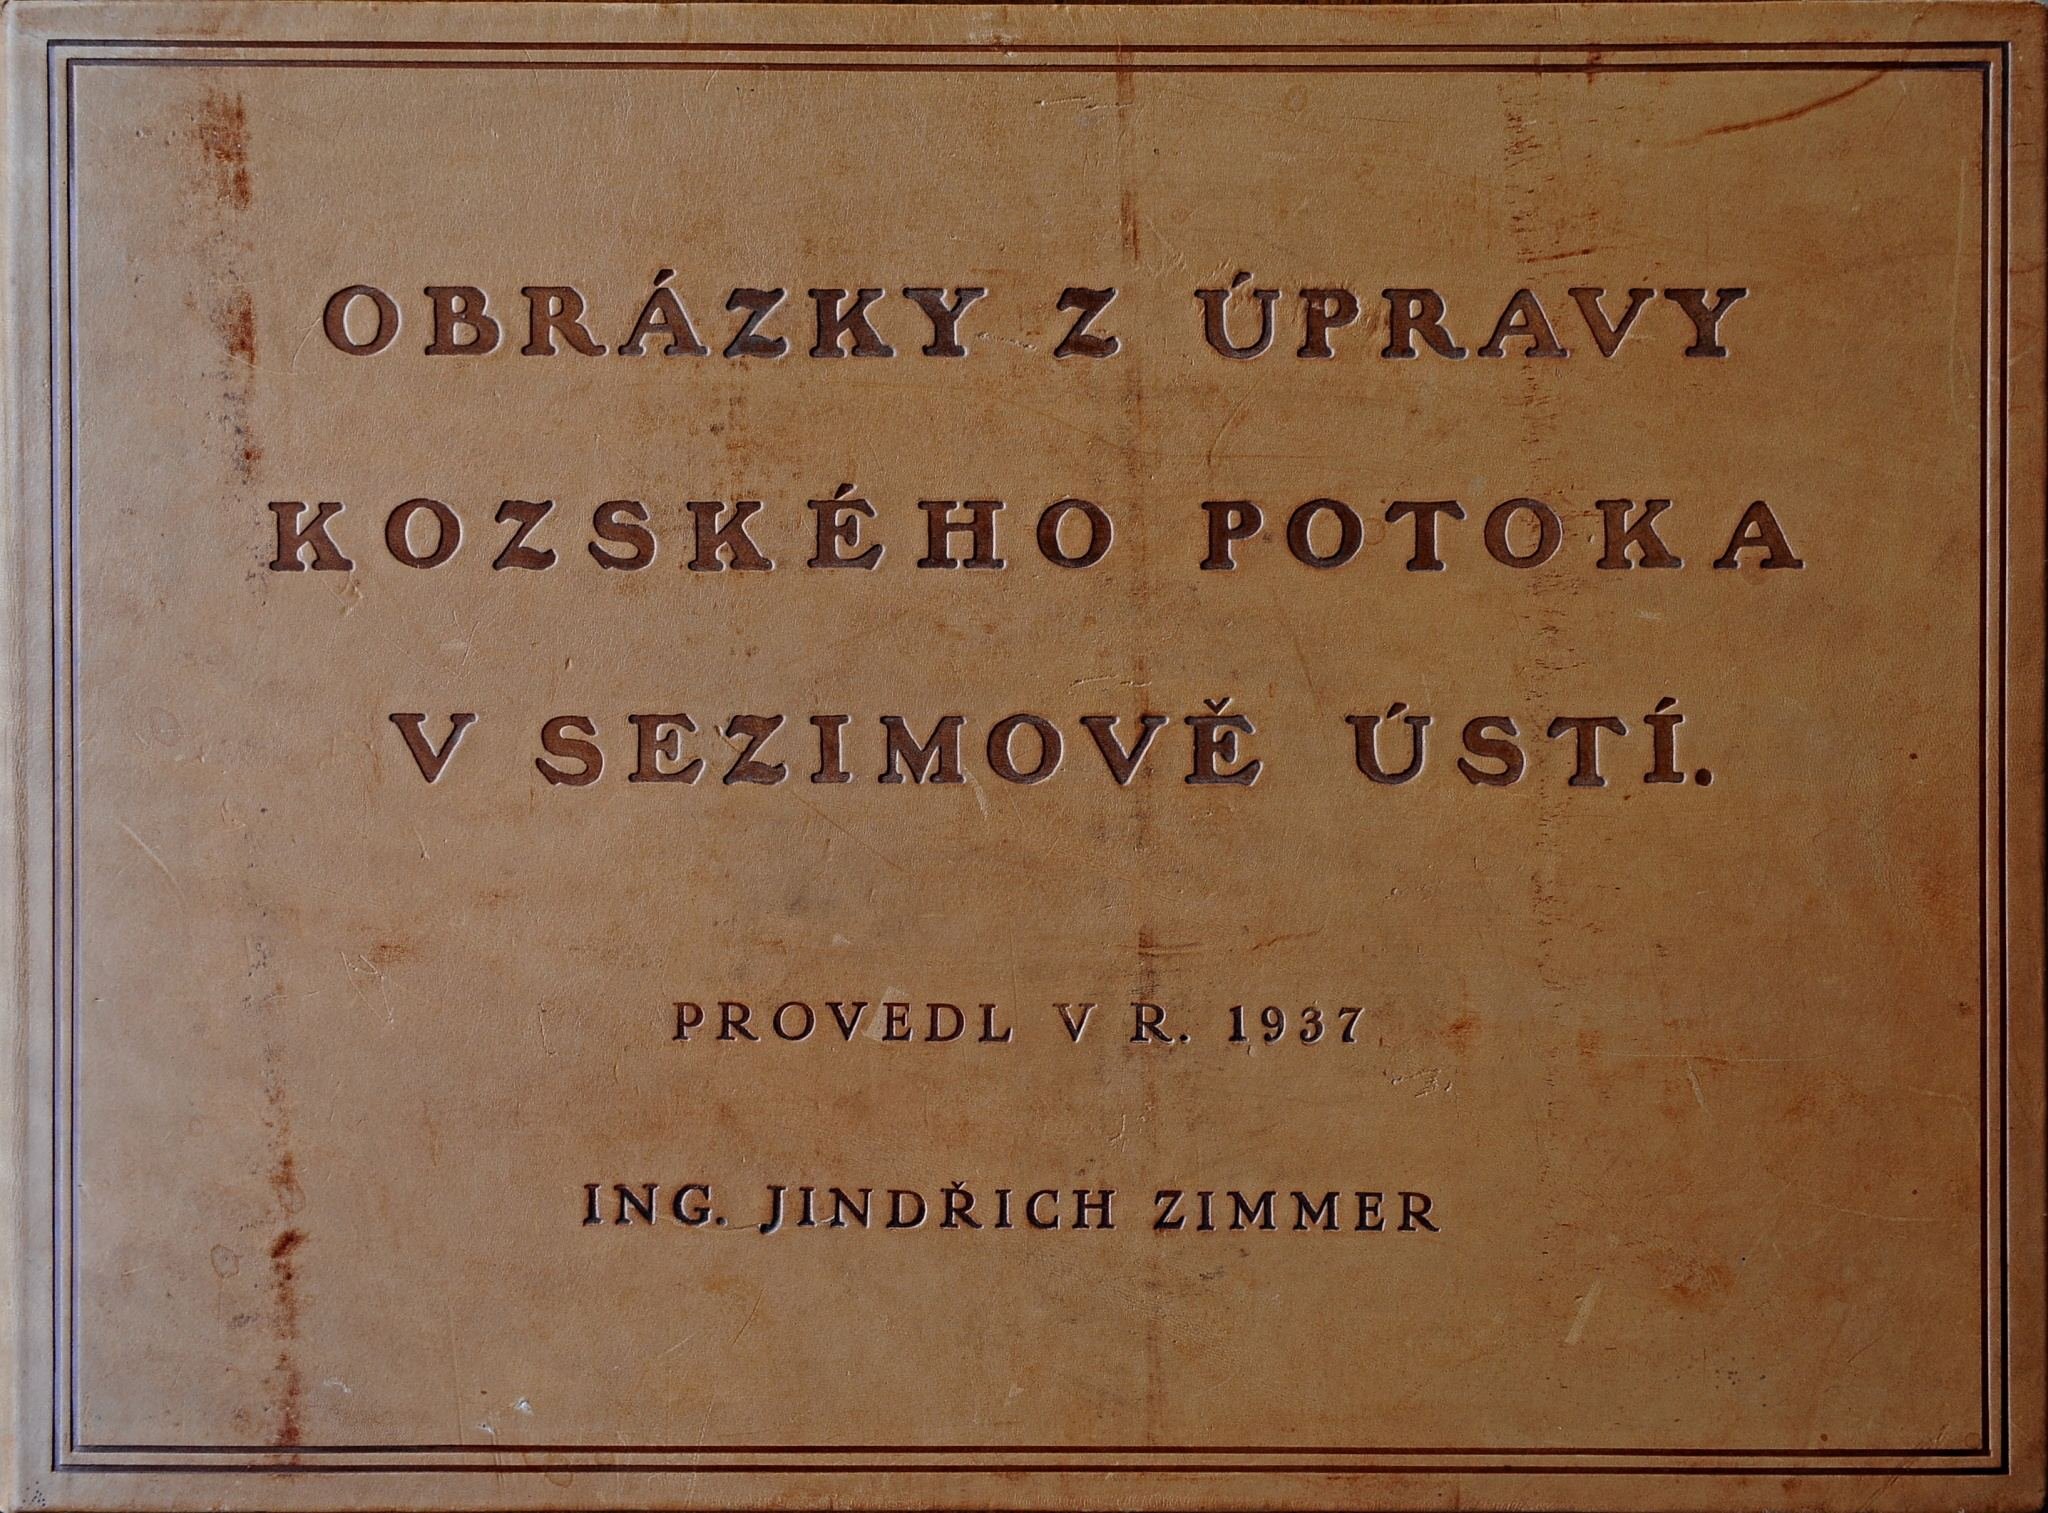 OBRÁZKY Z ÚPRAVY
KOZSKÉHO POTOKA
V SEZIMOVĚ ÚSTÍ.
PROVEDL V R. 1937
ING. JINDŘICH ZIMMER